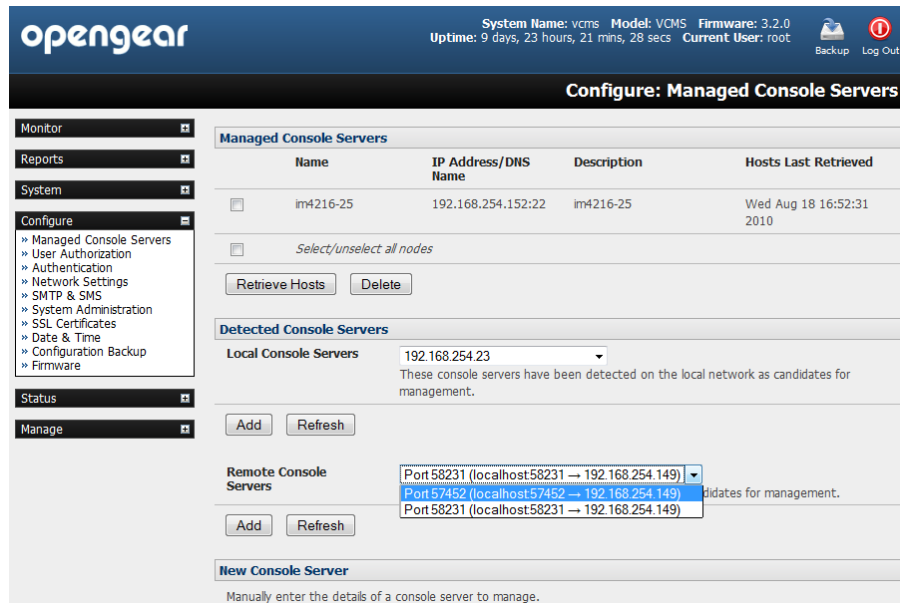 opengear
System Name: vcms Model: VCMS Firmware: 3.2.0
Uptime: 9 days, 23 hours, 21 mins, 28 secs Current User: root
Backup Log Out
Configure: Managed Console Servers
Monitor
Reports
System
Configure
» Managed Console Servers
» User Authorization
» Authentication
» Network Settings
» SMTP & SMS
» System Administration
» SSL Certificates
» Date & Time
» Configuration Backup
» Firmware
Status
Manage
Managed Console Servers
Name IP Address/DNS Name Description Hosts Last Retrieved
im4216-25 192.168.254.152:22 im4216-25 Wed Aug 18 16:52:31 2010
Select/unselect all nodes
Retrieve Hosts Delete
Detected Console Servers
Local Console Servers 192.168.254.23
These console servers have been detected on the local network as candidates for
management.
Add Refresh
Remote Console Servers Port 58231 (localhost:58231 → 192.168.254.149)
Port 57452 (localhost:57452 → 192.168.254.149) didates for management.
Port 58231 (localhost:58231 → 192.168.254.149)
Add Refresh
New Console Server
Manually enter the details of a console server to manage.